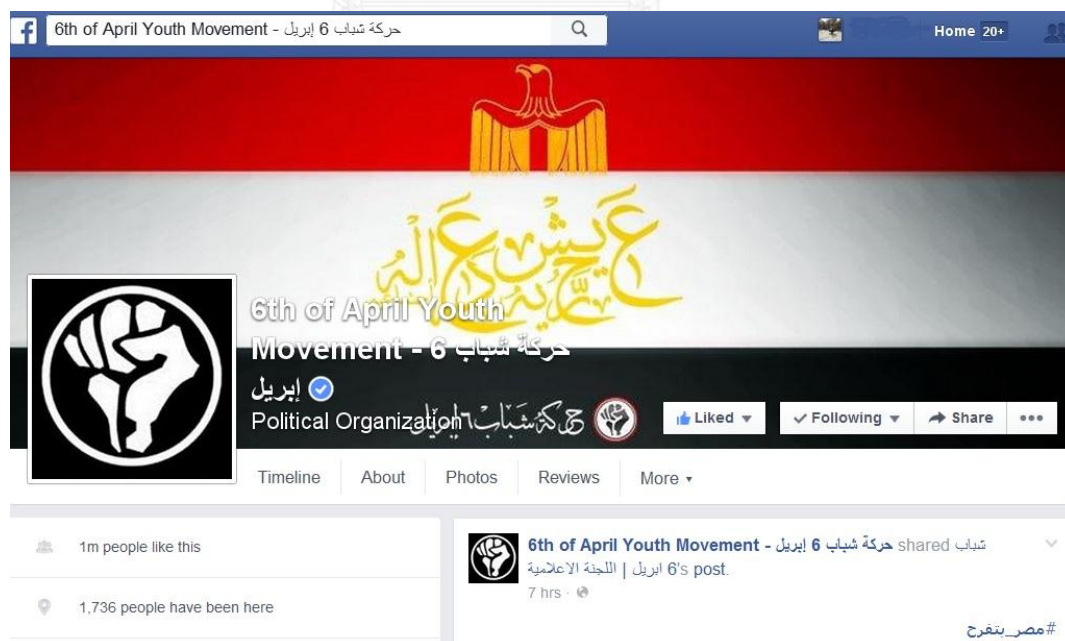 6th of April Youth Movement - حركة شباب 6 إبريل
Home 20+
عيش
حرية
عدالة
6th of April Youth
Movement - حركة شباب 6
إبريل
Political Organization
حركة شباب ٦ ابريل
Liked
Following
Share
Timeline
About
Photos
Reviews
More
1m people like this
1,736 people have been here
6th of April Youth Movement - حركة شباب 6 إبريل shared شباب
6 ابريل | اللجنة الاعلامية's post.
7 hrs
#مصر_بتفرح